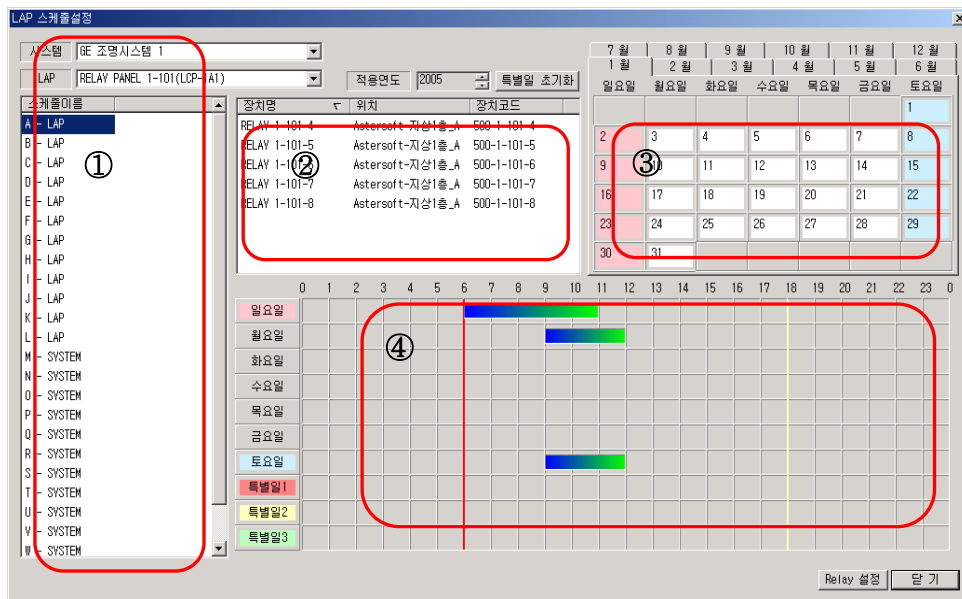 LAP 스케줄설정
시스템 GE 조명시스템 1
LAP RELAY PANEL 1-101(LCP-1A1)
적용연도 2005 특별일 초기화
스케줄이름
A - LAP
B - LAP
C - LAP
D - LAP
E - LAP
F - LAP
G - LAP
H - LAP
I - LAP
J - LAP
K - LAP
L - LAP
M - SYSTEM
N - SYSTEM
O - SYSTEM
P - SYSTEM
Q - SYSTEM
R - SYSTEM
S - SYSTEM
T - SYSTEM
U - SYSTEM
V - SYSTEM
W - SYSTEM
①
장치명 위치 장치코드
RELAY 1-101-4 Astersoft-지상1층_A 500-1-101-4
RELAY 1-101-5 Astersoft-지상1층_A 500-1-101-5
RELAY 1-101-6 Astersoft-지상1층_A 500-1-101-6
RELAY 1-101-7 Astersoft-지상1층_A 500-1-101-7
RELAY 1-101-8 Astersoft-지상1층_A 500-1-101-8
②
7 월 8 월 9 월 10 월 11 월 12 월
1 월 2 월 3 월 4 월 5 월 6 월
일요일 월요일 화요일 수요일 목요일 금요일 토요일
1
2 3 4 5 6 7 8
9 10 11 12 13 14 15
16 17 18 19 20 21 22
23 24 25 26 27 28 29
30 31
③
0 1 2 3 4 5 6 7 8 9 10 11 12 13 14 15 16 17 18 19 20 21 22 23 0
일요일
월요일
화요일
수요일
목요일
금요일
토요일
특별일1
특별일2
특별일3
④
Relay 설정 닫 기